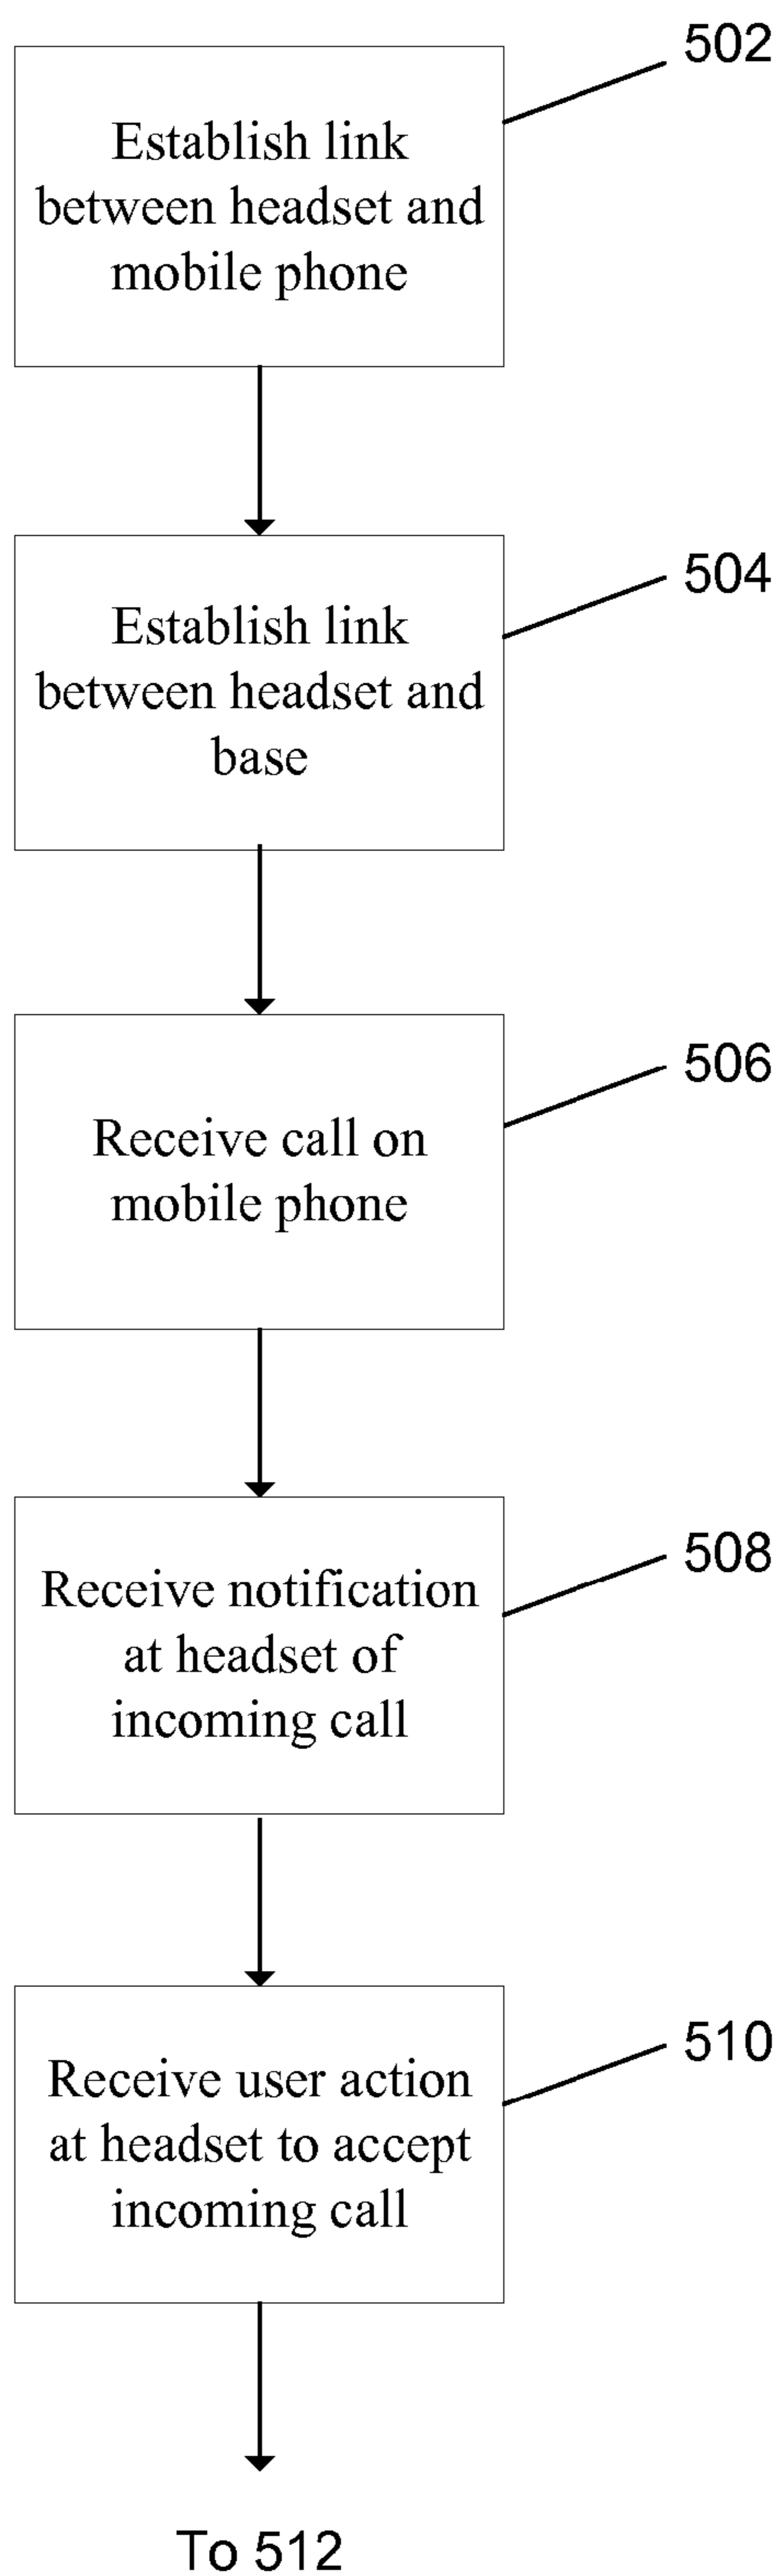 502
Establish link
between headset and
mobile phone
504
Establish link
between headset and
base
506
Receive call on
mobile phone
508
Receive notification
at headset of
incoming call
510
Receive user action
at headset to accept
incoming call
To 512